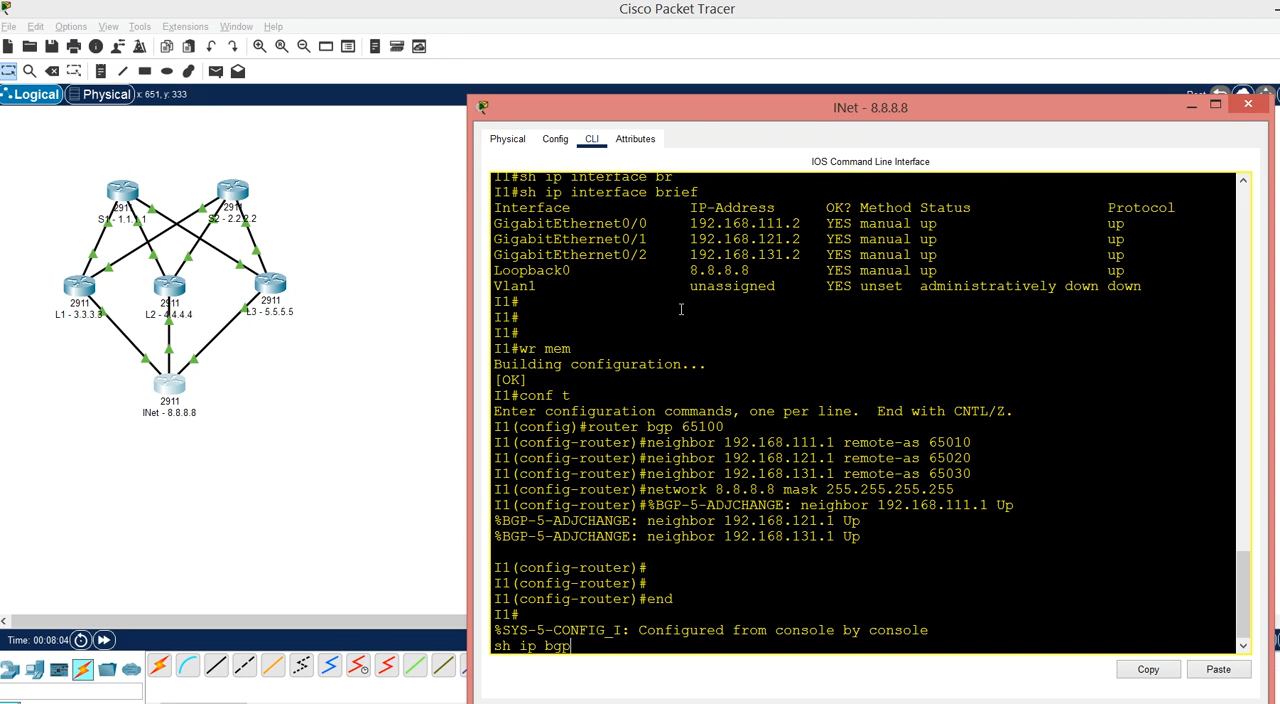 Cisco Packet Tracer
File Edit Options View Tools Extensions Window Help
Logical Physical x: 651, y: 333
INet - 8.8.8.8
Physical Config CLI Attributes
IOS Command Line Interface
2911
S1 - 1.1.1.1
2911
S2 - 2.2.2.2
2911
L1 - 3.3.3.3
2911
L2 - 4.4.4.4
2911
L3 - 5.5.5.5
2911
INet - 8.8.8.8
I1#sh ip interface br
I1#sh ip interface brief
Interface IP-Address OK? Method Status Protocol
GigabitEthernet0/0 192.168.111.2 YES manual up up
GigabitEthernet0/1 192.168.121.2 YES manual up up
GigabitEthernet0/2 192.168.131.2 YES manual up up
Loopback0 8.8.8.8 YES manual up up
Vlan1 unassigned YES unset administratively down down
I1#
I1#
I1#
I1#wr mem
Building configuration...
[OK]
I1#conf t
Enter configuration commands, one per line. End with CNTL/Z.
I1(config)#router bgp 65100
I1(config-router)#neighbor 192.168.111.1 remote-as 65010
I1(config-router)#neighbor 192.168.121.1 remote-as 65020
I1(config-router)#neighbor 192.168.131.1 remote-as 65030
I1(config-router)#network 8.8.8.8 mask 255.255.255.255
I1(config-router)#%BGP-5-ADJCHANGE: neighbor 192.168.111.1 Up
%BGP-5-ADJCHANGE: neighbor 192.168.121.1 Up
%BGP-5-ADJCHANGE: neighbor 192.168.131.1 Up
I1(config-router)#
I1(config-router)#
I1(config-router)#end
I1#
%SYS-5-CONFIG_I: Configured from console by console
sh ip bgp
Copy Paste
Time: 00:08:04